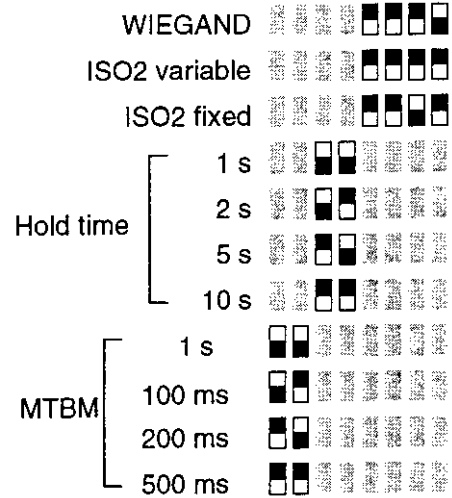 WIEGAND
ISO2 variable
ISO2 fixed
Hold time
1 s
2 s
5 s
10 s
MTBM
1 s
100 ms
200 ms
500 ms